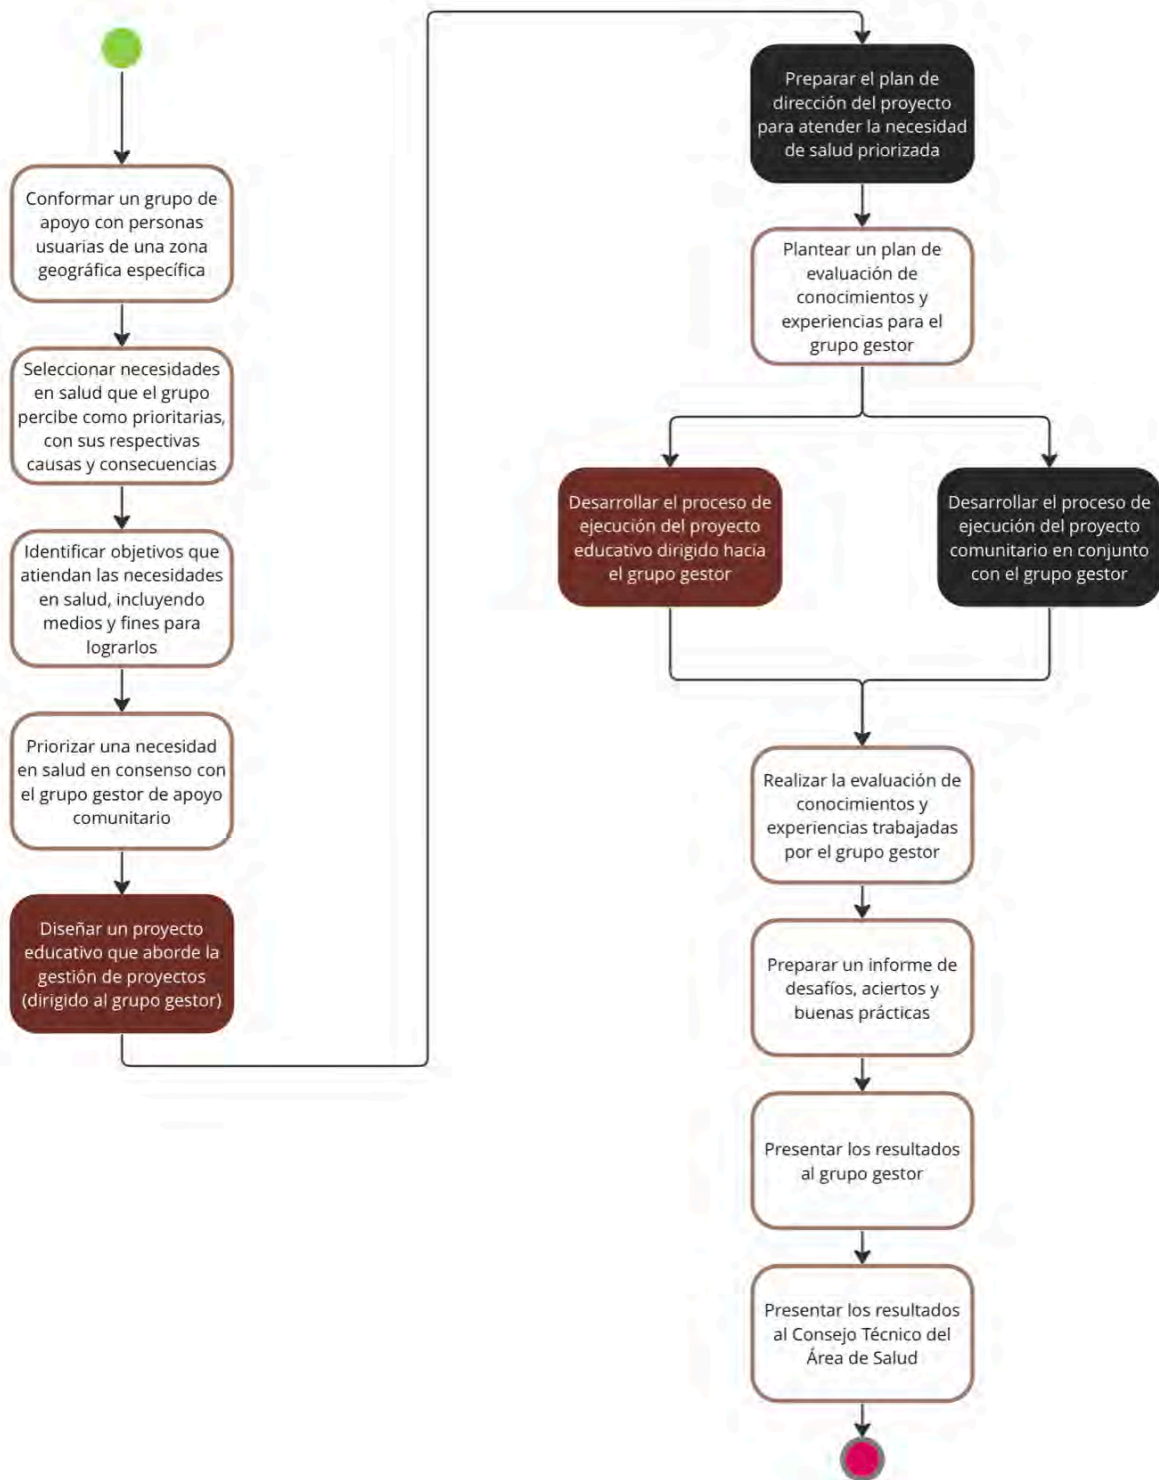 Conformar un grupo de
apoyo con personas
usuarias de una zona
geográfica específica
Seleccionar necesidades
en salud que el grupo
percibe como prioritarias,
con sus respectivas
causas y consecuencias
Identificar objetivos que
atiendan las necesidades
en salud, incluyendo
medios y fines para
lograrlos
Priorizar una necesidad
en salud en consenso con
el grupo gestor de apoyo
comunitario
Diseñar un proyecto
educativo que aborde la
gestión de proyectos
(dirigido al grupo gestor)
Preparar el plan de
dirección del proyecto
para atender la necesidad
de salud priorizada
Plantear un plan de
evaluación de
conocimientos y
experiencias para el
grupo gestor
Desarrollar el proceso de
ejecución del proyecto
educativo dirigido hacia
el grupo gestor
Desarrollar el proceso de
ejecución del proyecto
comunitario en conjunto
con el grupo gestor
Realizar la evaluación de
conocimientos y
experiencias trabajadas
por el grupo gestor
Preparar un informe de
desafíos, aciertos y
buenas prácticas
Presentar los resultados
al grupo gestor
Presentar los resultados
al Consejo Técnico del
Área de Salud